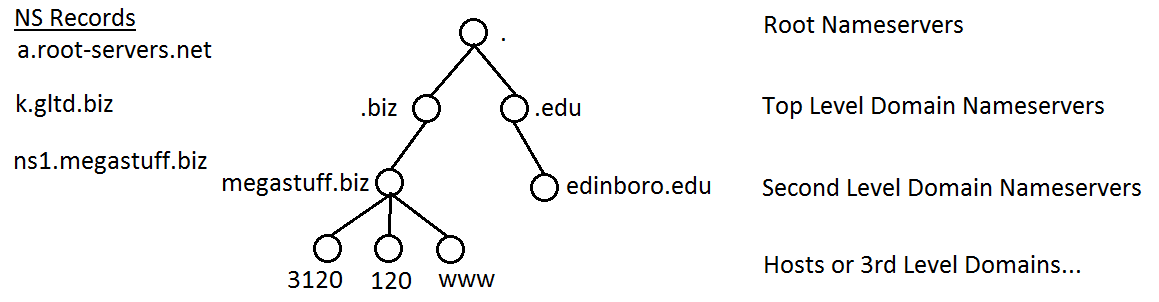 NS Records
a.root-servers.net
.
Root Nameservers
k.gltd.biz
.biz
.edu
Top Level Domain Nameservers
ns1.megastuff.biz
megastuff.biz
edinboro.edu
Second Level Domain Nameservers
3120
120
www
Hosts or 3rd Level Domains...